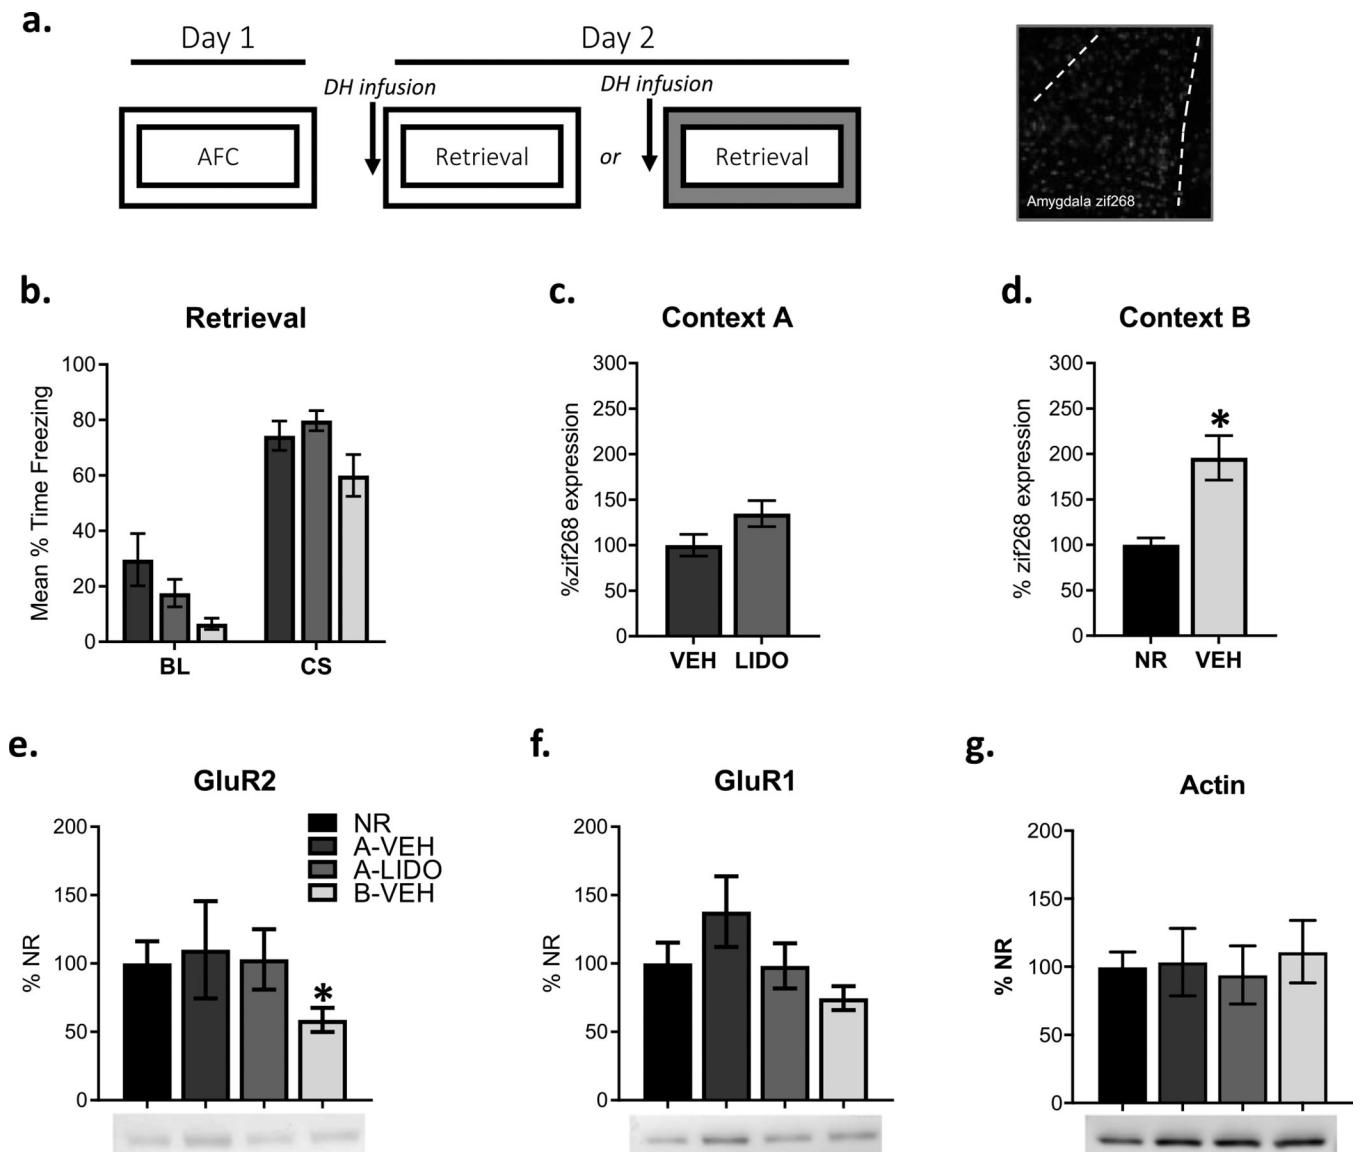 a.
Day 1
Day 2
DH infusion
DH infusion
AFC
Retrieval
or
Retrieval
Amygdala zif268
b.
Retrieval
Mean % Time Freezing
100
80
60
40
20
0
BL
CS
c.
Context A
%zif268 expression
300
250
200
150
100
50
0
VEH
LIDO
d.
Context B
% zif268 expression
300
250
200
150
100
50
0
*
NR
VEH
e.
GluR2
% NR
200
150
100
50
0
NR
A-VEH
A-LIDO
B-VEH
*
f.
GluR1
% NR
200
150
100
50
0
g.
Actin
% NR
200
150
100
50
0